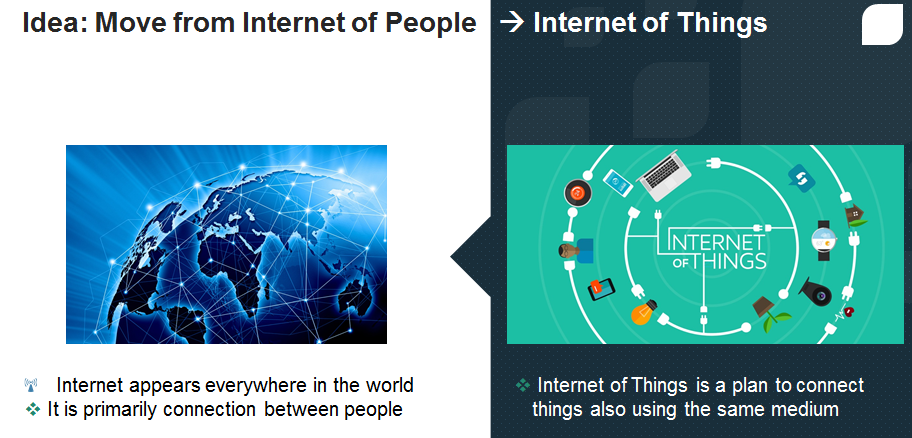 Idea: Move from Internet of People → Internet of Things
INTERNET
OF THINGS
Internet appears everywhere in the world
It is primarily connection between people
Internet of Things is a plan to connect
things also using the same medium